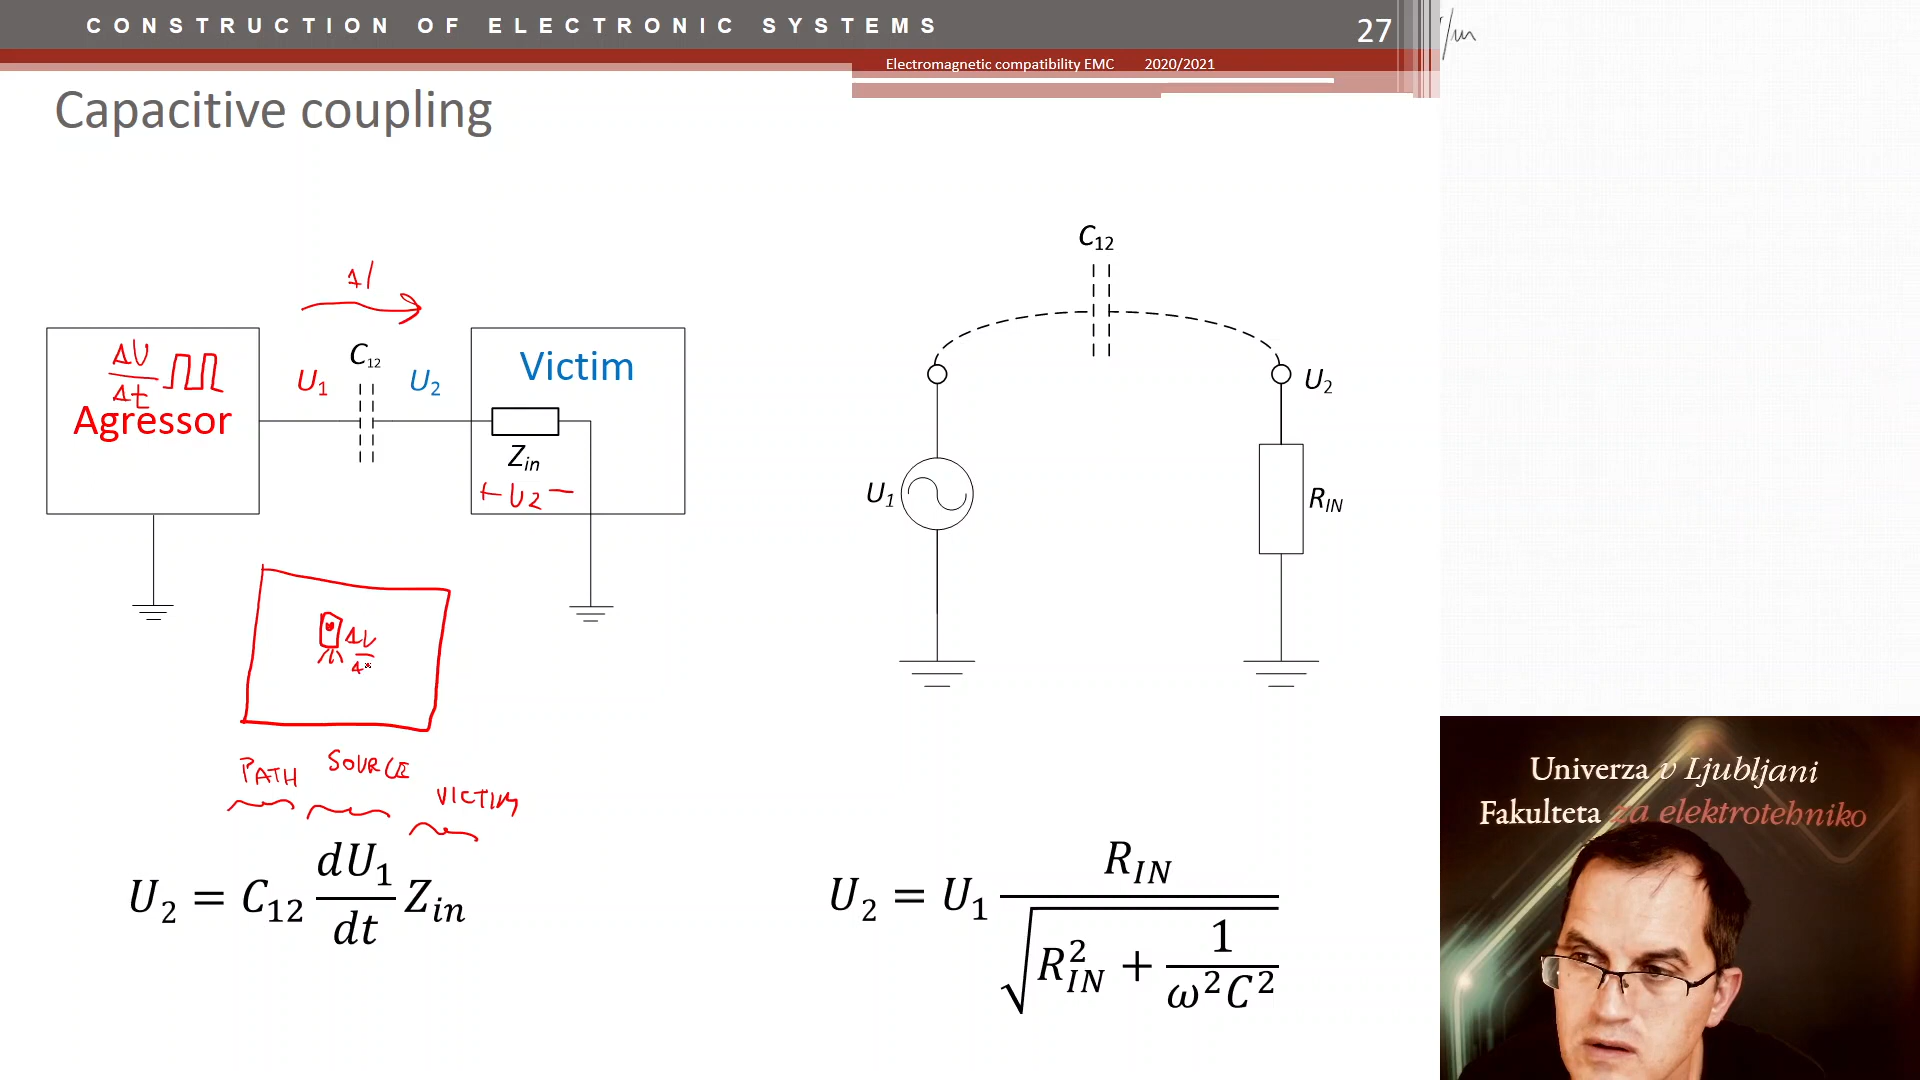 CONSTRUCTION OF ELECTRONIC SYSTEMS
27
Electromagnetic compatibility EMC 2020/2021
Capacitive coupling
ΔU
Δt
Agressor
U1
C12
U2
Victim
Zin
+ U2 −
ΔU
PATH
SOURCE
VICTIM
U2 = C12 dU1/dt Zin
C12
U2
U1
RIN
U2 = U1 RIN / √(RIN² + 1/(ω²C²))
Univerza v Ljubljani
Fakulteta za elektrotehniko